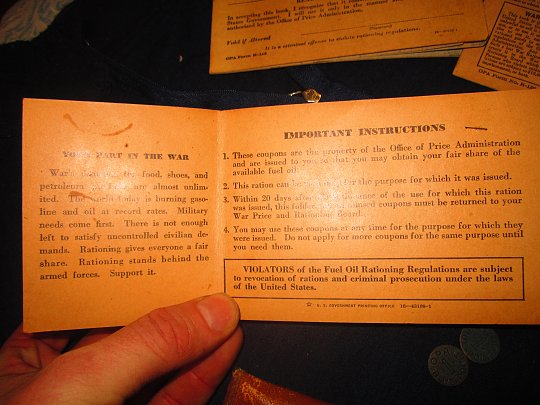 In accepting this book, I recognize that it
States Government. I will use it only in the manner
authorized by the Office of Price Administration.
Void if Altered
It is a criminal offense to violate rationing regulations.
OPA Form R-
WAR
OPA Form No. R-
YOUR PART IN THE WAR
War's demands for food, shoes, and
petroleum are almost unlim-
ited. The world today is burning gaso-
line and oil at record rates. Military
needs come first. There is not enough
left to satisfy uncontrolled civilian de-
mands. Rationing gives everyone a fair
share. Rationing stands behind the
armed forces. Support it.
IMPORTANT INSTRUCTIONS
1. These coupons are the property of the Office of Price Administration
and are issued to you so that you may obtain your fair share of the
available fuel oil.
2. This ration can be used only for the purpose for which it was issued.
3. Within 20 days after of the use for which this ration
was issued, this folder unused coupons must be returned to your
War Price and Rationing Board.
4. You may use these coupons at any time for the purpose for which they
were issued. Do not apply for more coupons for the same purpose until
you need them.
VIOLATORS of the Fuel Oil Rationing Regulations are subject
to revocation of rations and criminal prosecution under the laws
of the United States.
U. S. GOVERNMENT PRINTING OFFICE